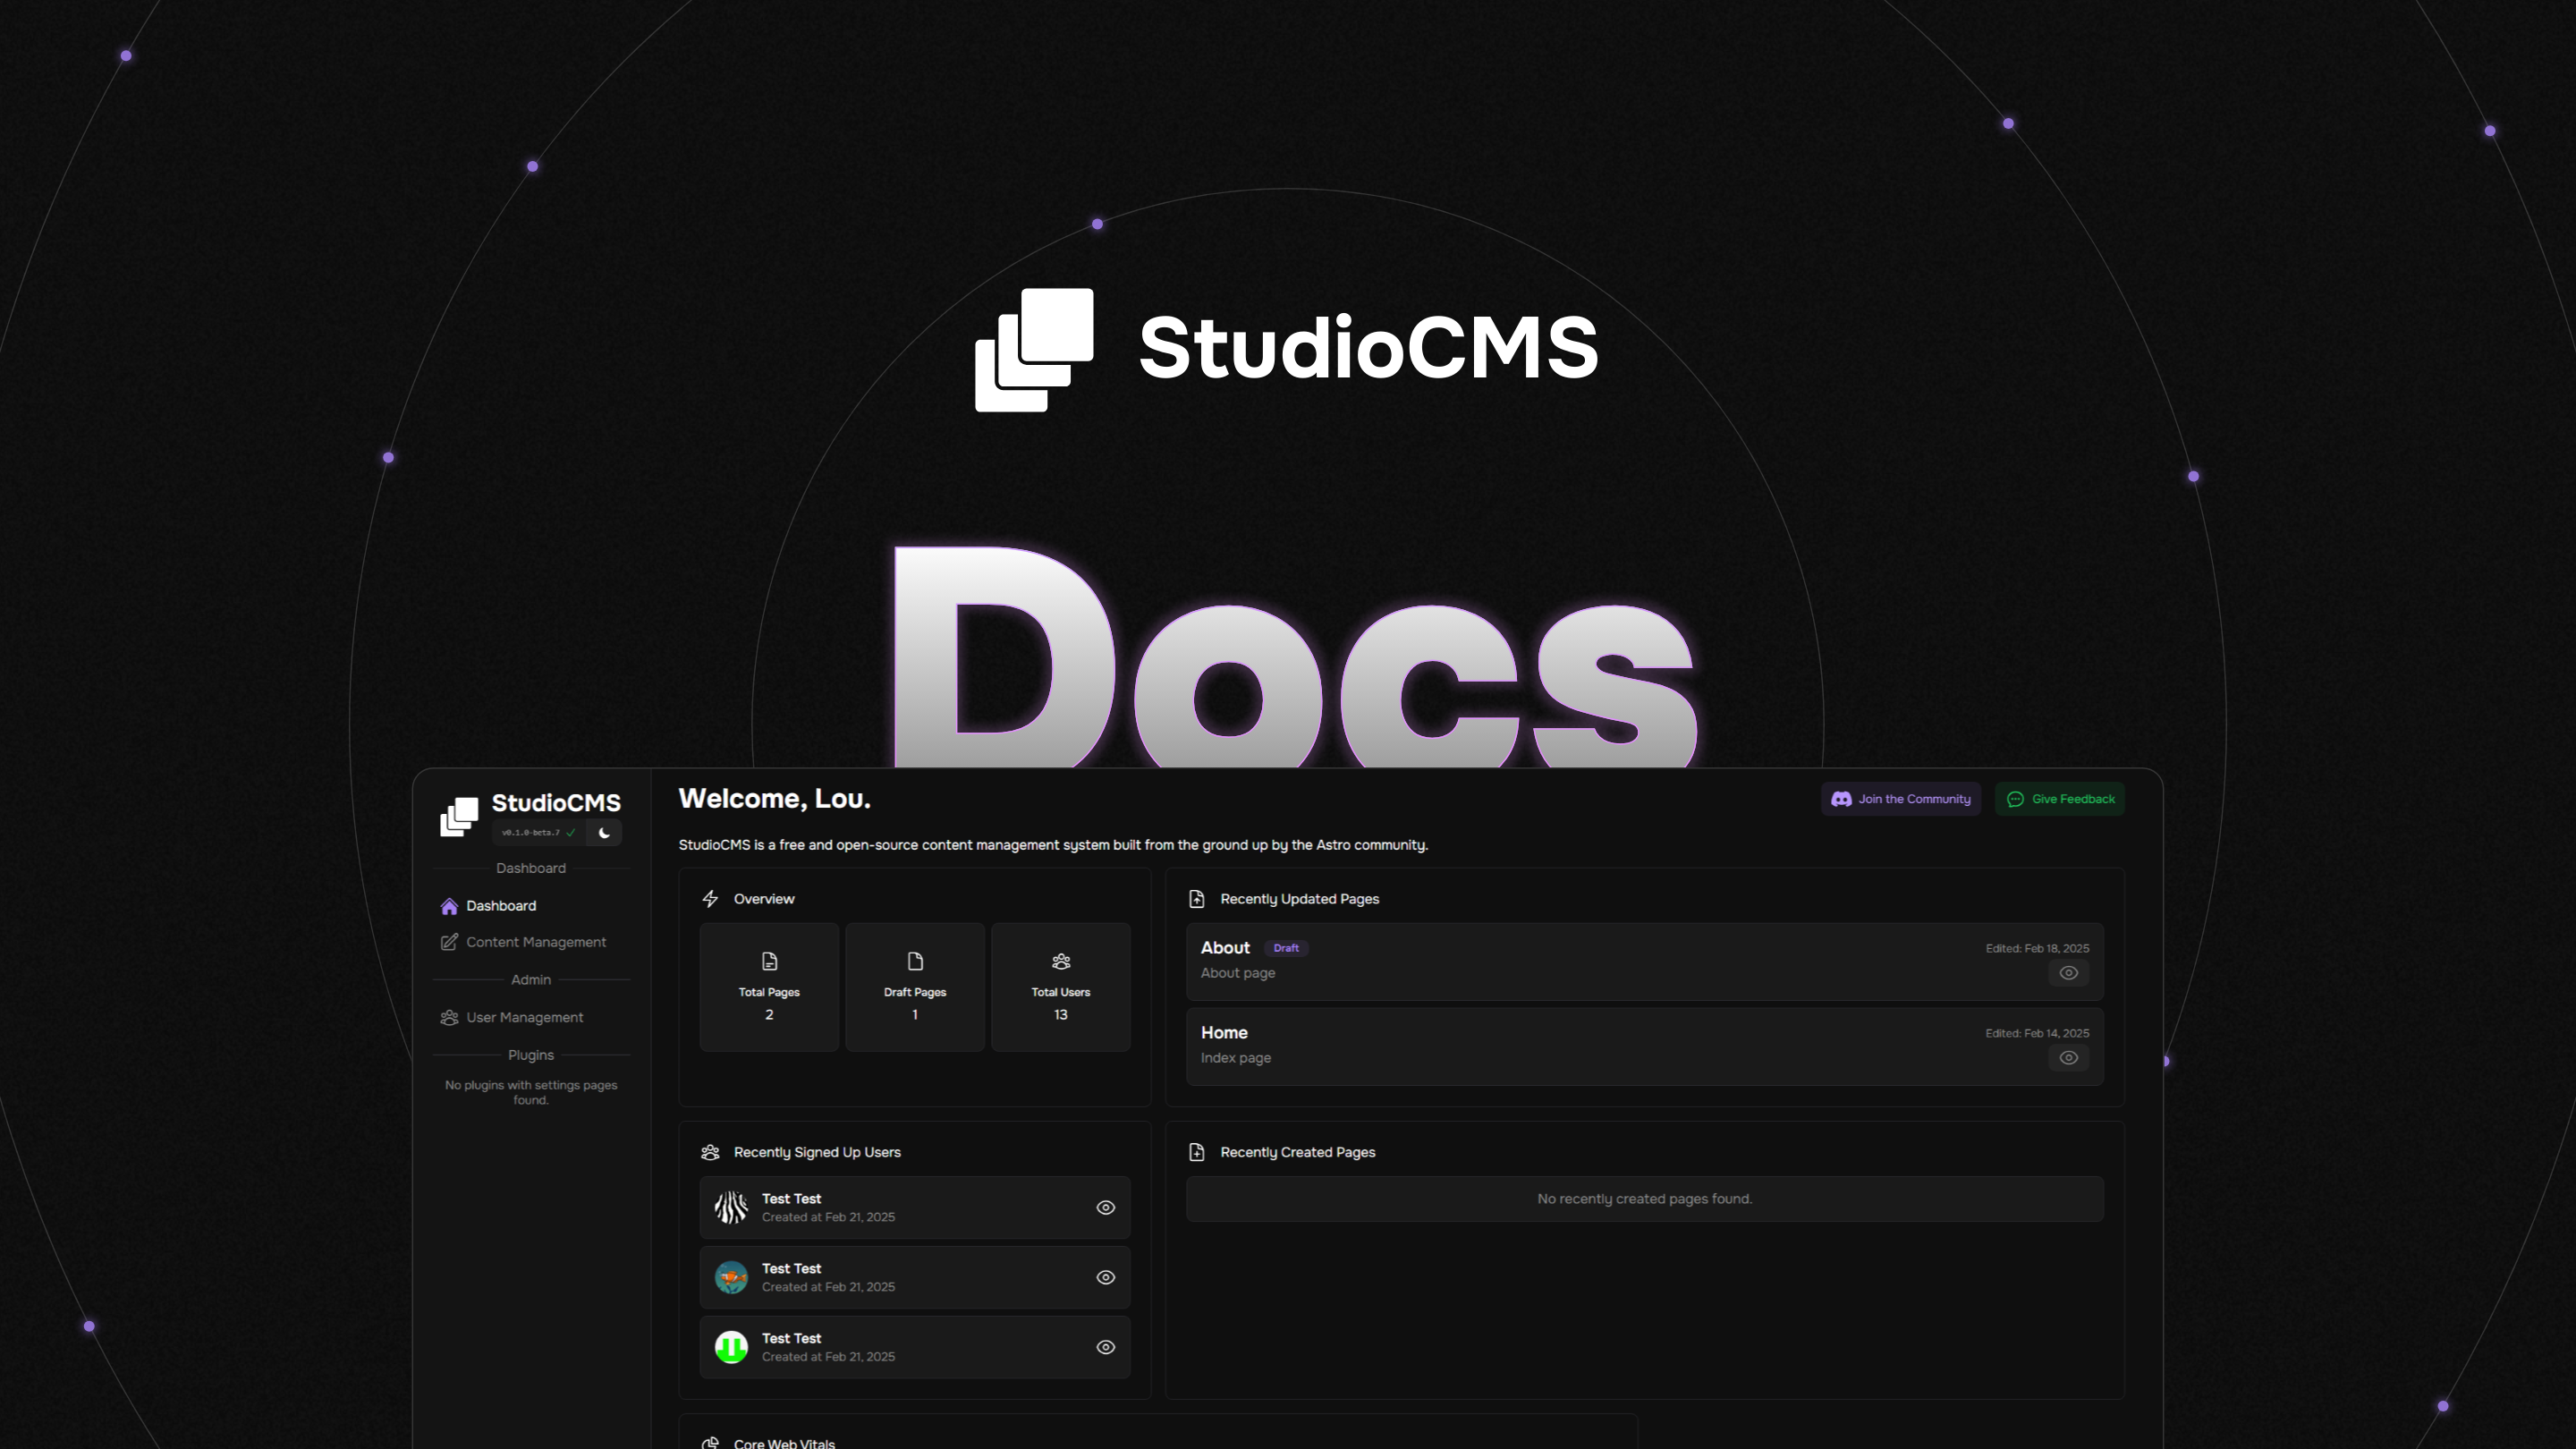 StudioCMS
Docs
StudioCMS
v0.1.0-beta.7
Dashboard
Dashboard
Content Management
Admin
User Management
Plugins
No plugins with settings pages
found.
Welcome, Lou.
Join the Community
Give Feedback
StudioCMS is a free and open-source content management system built from the ground up by the Astro community.
Overview
Total Pages
2
Draft Pages
1
Total Users
13
Recently Updated Pages
About
Draft
Edited: Feb 18, 2025
About page
Home
Edited: Feb 14, 2025
Index page
Recently Signed Up Users
Test Test
Created at Feb 21, 2025
Test Test
Created at Feb 21, 2025
Test Test
Created at Feb 21, 2025
Recently Created Pages
No recently created pages found.
Core Web Vitals